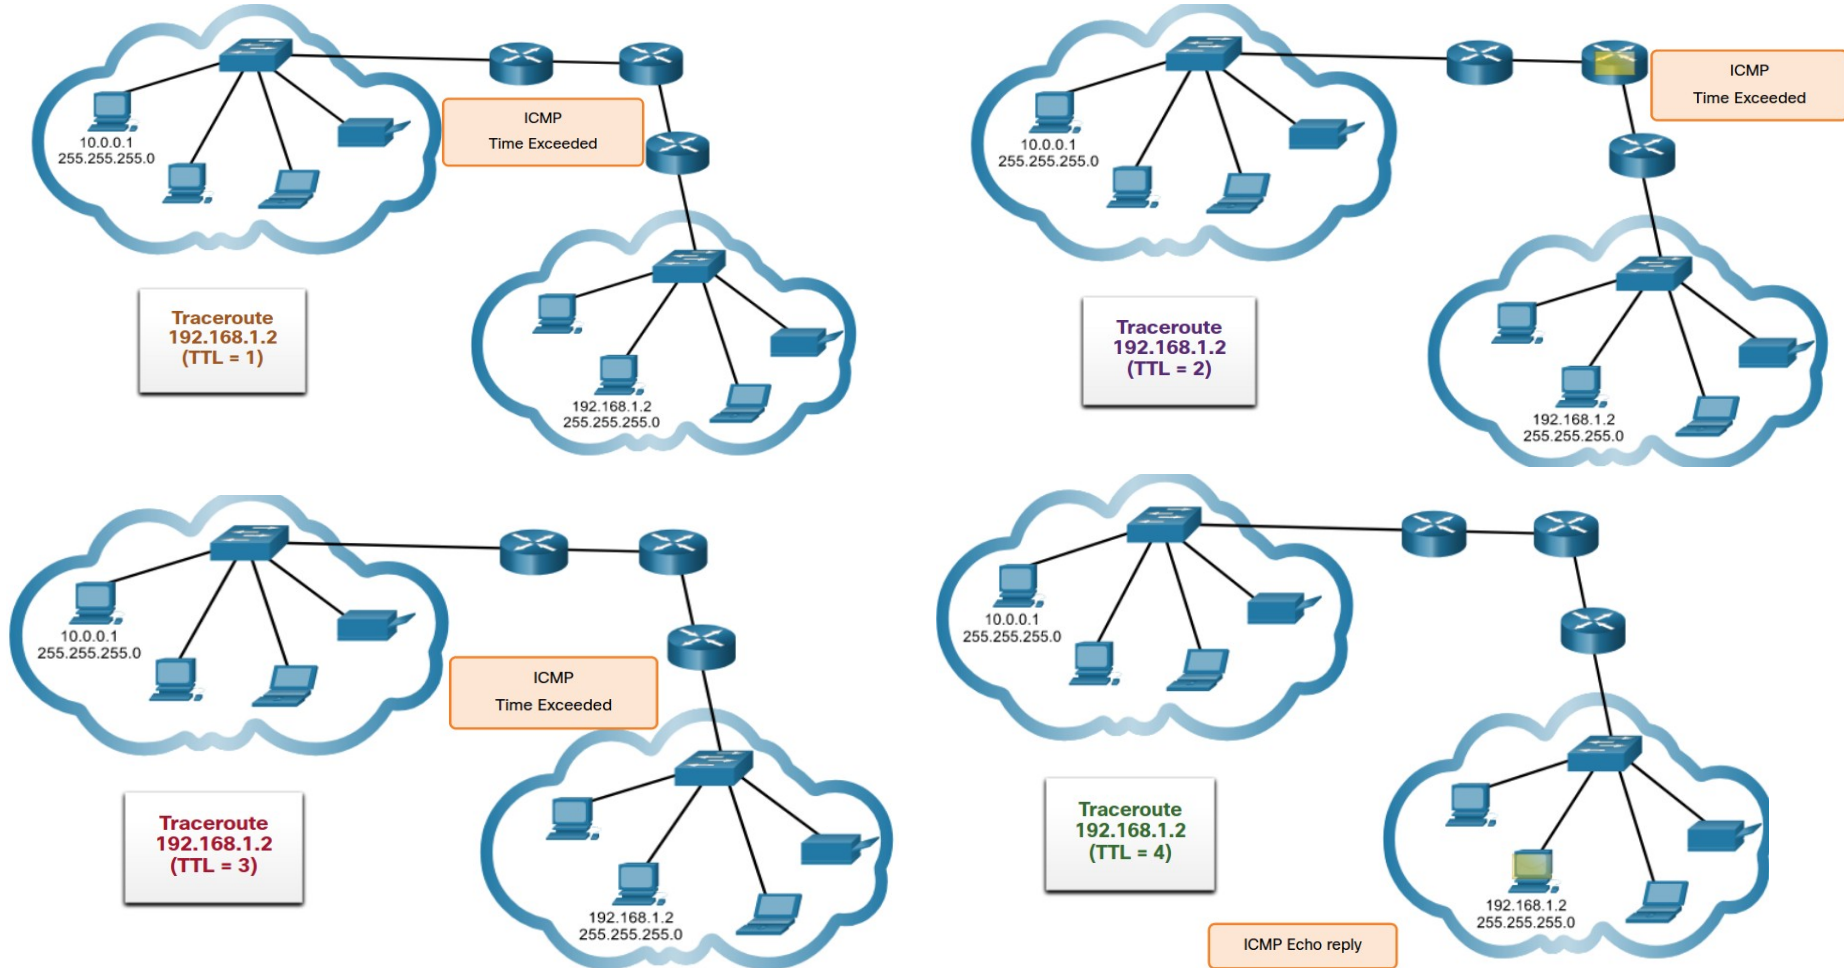 ICMP
Time Exceeded
10.0.0.1
255.255.255.0
Traceroute
192.168.1.2
(TTL = 1)
192.168.1.2
255.255.255.0
ICMP
Time Exceeded
10.0.0.1
255.255.255.0
Traceroute
192.168.1.2
(TTL = 2)
192.168.1.2
255.255.255.0
10.0.0.1
255.255.255.0
ICMP
Time Exceeded
Traceroute
192.168.1.2
(TTL = 3)
192.168.1.2
255.255.255.0
10.0.0.1
255.255.255.0
Traceroute
192.168.1.2
(TTL = 4)
192.168.1.2
255.255.255.0
ICMP Echo reply